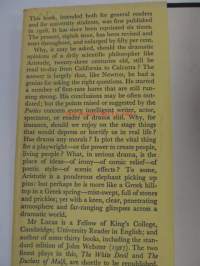 This book, intended both for general readers
and for university students, was first published
in 1928. It has since been reprinted six times.
The present, eighth issue, has been revised and
reset throughout, and enlarged by fifty per cent.
Why, it may be asked, should the dramatic
opinions of a drily scientific philosopher like
Aristotle, twenty-three centuries old, still be
read to-day from California to Calcutta? The
answer is largely that, like Newton, he had a
genius for asking the right questions. He started
a number of first-rate hares that are still run-
ning strong. His conclusions may be often out-
dated; but the points raised or suggested by the
Poetics concern every intelligent writer, actor,
spectator, or reader of drama still. Why, for
instance, should we enjoy on the stage things
that would depress or horrify us in real life?
Has drama any morals? Is plot the vital thing
for a playwright—or the power to create people,
living people? What, in serious drama, is the
place of ideas—of irony—of comic relief—of
poetic style—of scenic effects? To some,
Aristotle is a ponderous elephant picking up
pins; but perhaps he is more like a Greek hill-
top in a Greek spring—mist-swept, full of stones
and prickles; yet with a keen, clear, penetrating
atmosphere and far-ranging glimpses across a
dramatic world.
Mr Lucas is a Fellow of King's College,
Cambridge; University Reader in English; and
author of some thirty books, including the stan-
dard edition of John Webster (1927). The two
finest plays in this, The White Devil and The
Duchess of Malfi, are shortly to be republished.